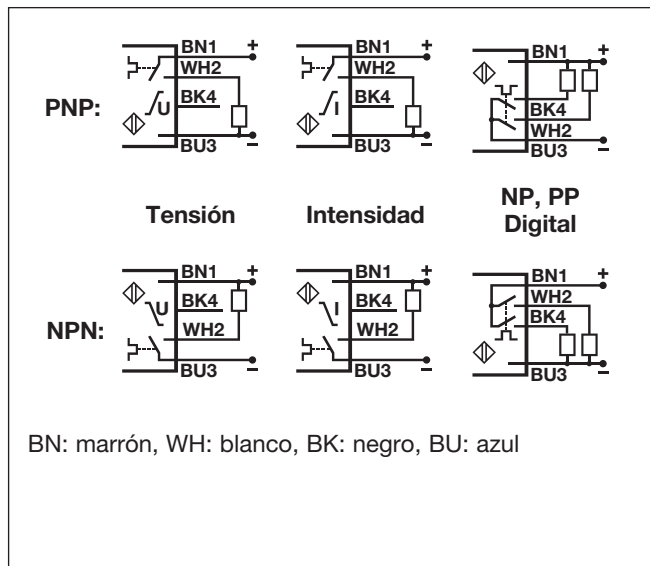 PNP:
BN1
+
WH2
U
BK4
BU3
−
BN1
+
WH2
I
BK4
BU3
−
BN1
+
BK4
WH2
BU3
−
Tensión
Intensidad
NP, PP
Digital
NPN:
BN1
+
U
BK4
WH2
BU3
−
BN1
+
I
BK4
WH2
BU3
−
BN1
+
WH2
BK4
BU3
−
BN: marrón, WH: blanco, BK: negro, BU: azul